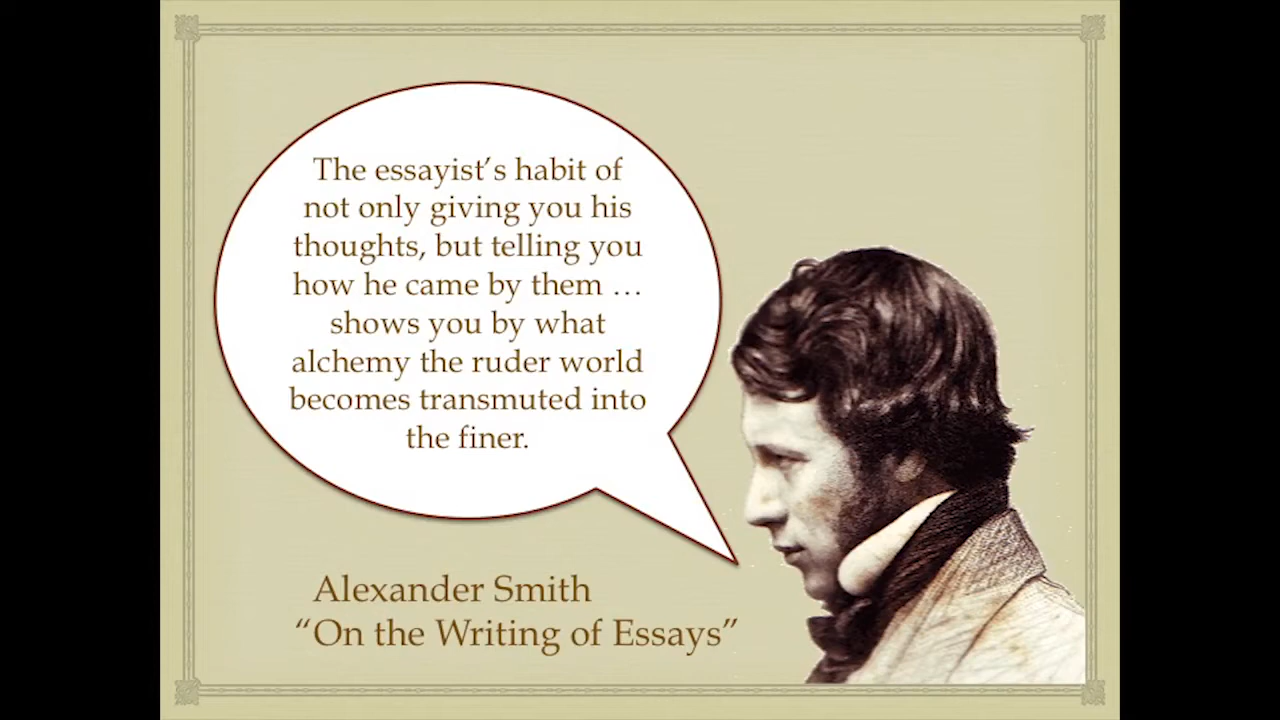 The essayist’s habit of
not only giving you his
thoughts, but telling you
how he came by them …
shows you by what
alchemy the ruder world
becomes transmuted into
the finer.
Alexander Smith
“On the Writing of Essays”